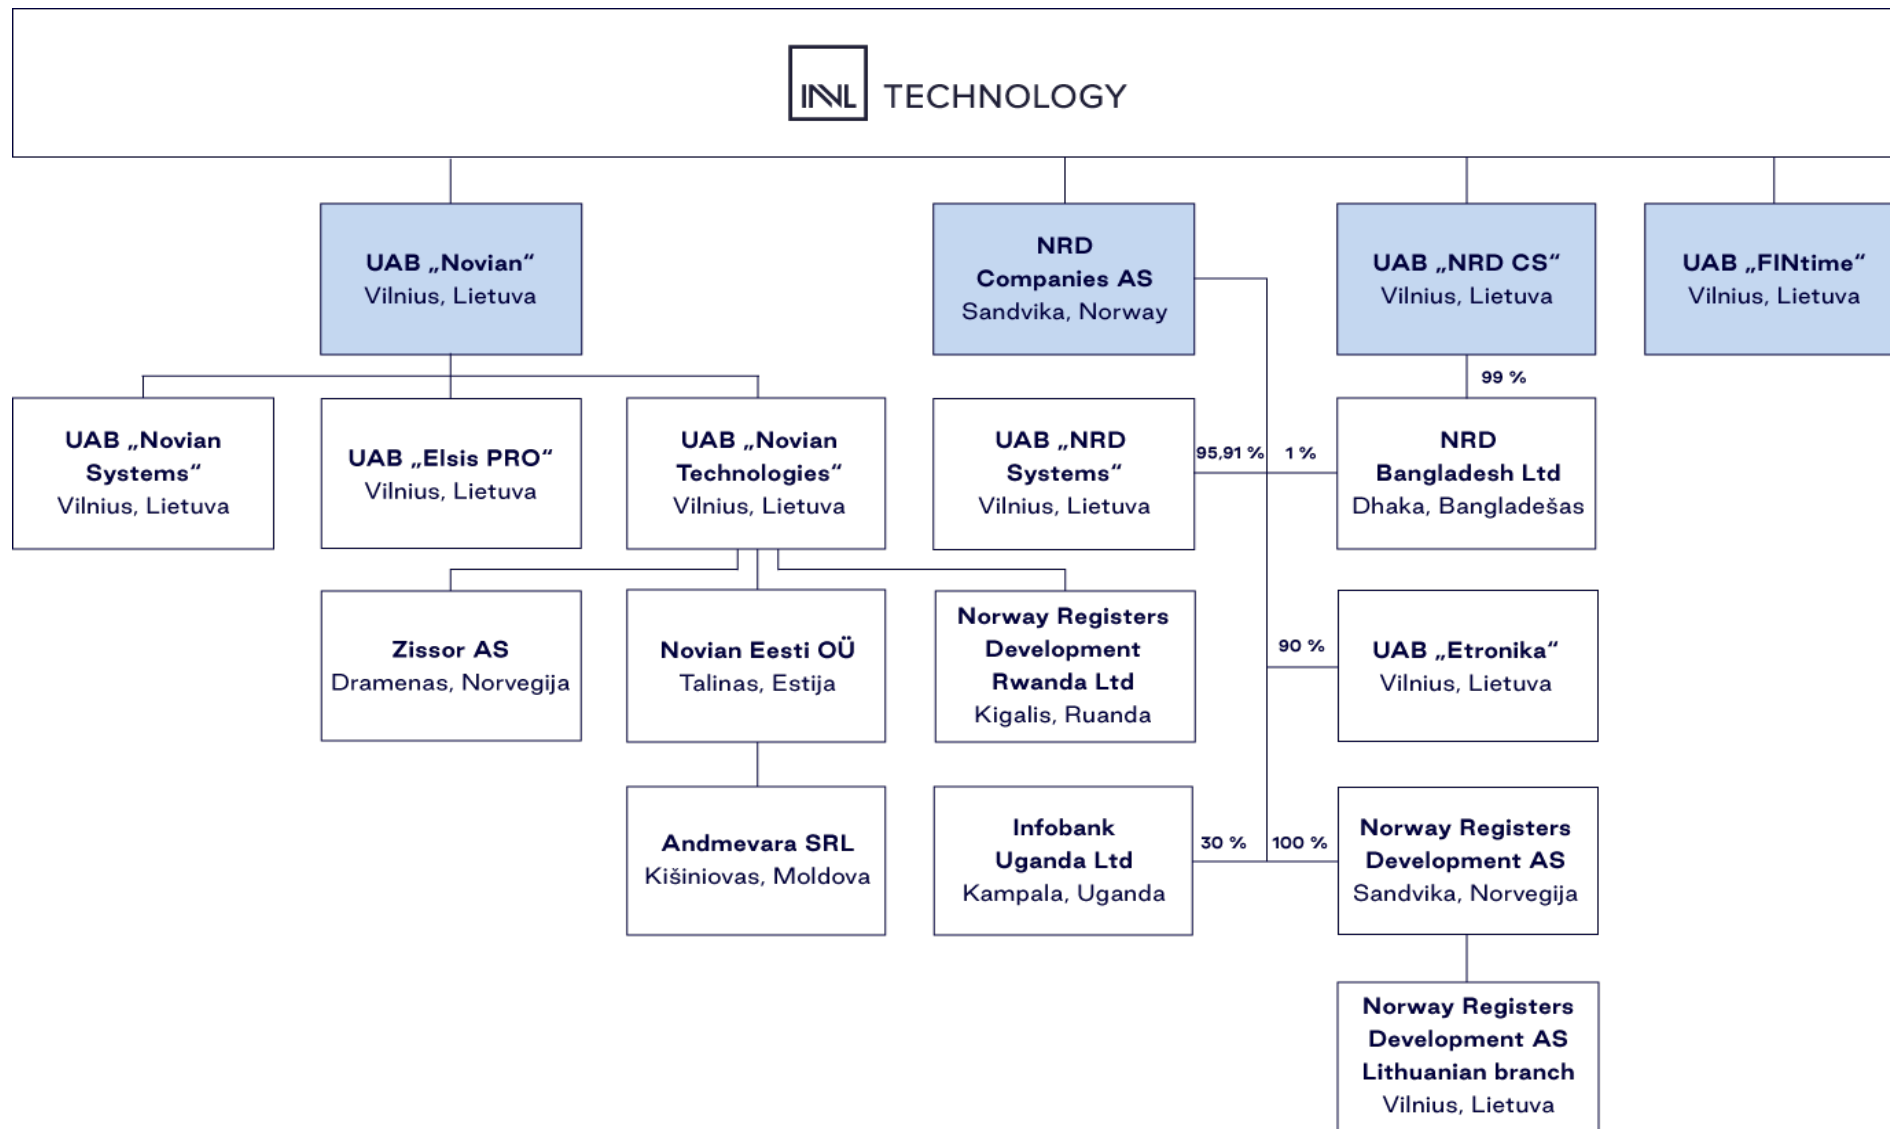 INVL TECHNOLOGY
UAB „Novian“
Vilnius, Lietuva
NRD
Companies AS
Sandvika, Norway
UAB „NRD CS“
Vilnius, Lietuva
UAB „FINtime“
Vilnius, Lietuva
99 %
UAB „Novian
Systems“
Vilnius, Lietuva
UAB „Elsis PRO“
Vilnius, Lietuva
UAB „Novian
Technologies“
Vilnius, Lietuva
UAB „NRD
Systems“
Vilnius, Lietuva
95,91 %
1 %
NRD
Bangladesh Ltd
Dhaka, Bangladešas
Zissor AS
Dramenas, Norvegija
Novian Eesti OÜ
Talinas, Estija
Norway Registers
Development
Rwanda Ltd
Kigalis, Ruanda
90 %
UAB „Etronika“
Vilnius, Lietuva
Andmevara SRL
Kišiniovas, Moldova
Infobank
Uganda Ltd
Kampala, Uganda
30 %
100 %
Norway Registers
Development AS
Sandvika, Norvegija
Norway Registers
Development AS
Lithuanian branch
Vilnius, Lietuva